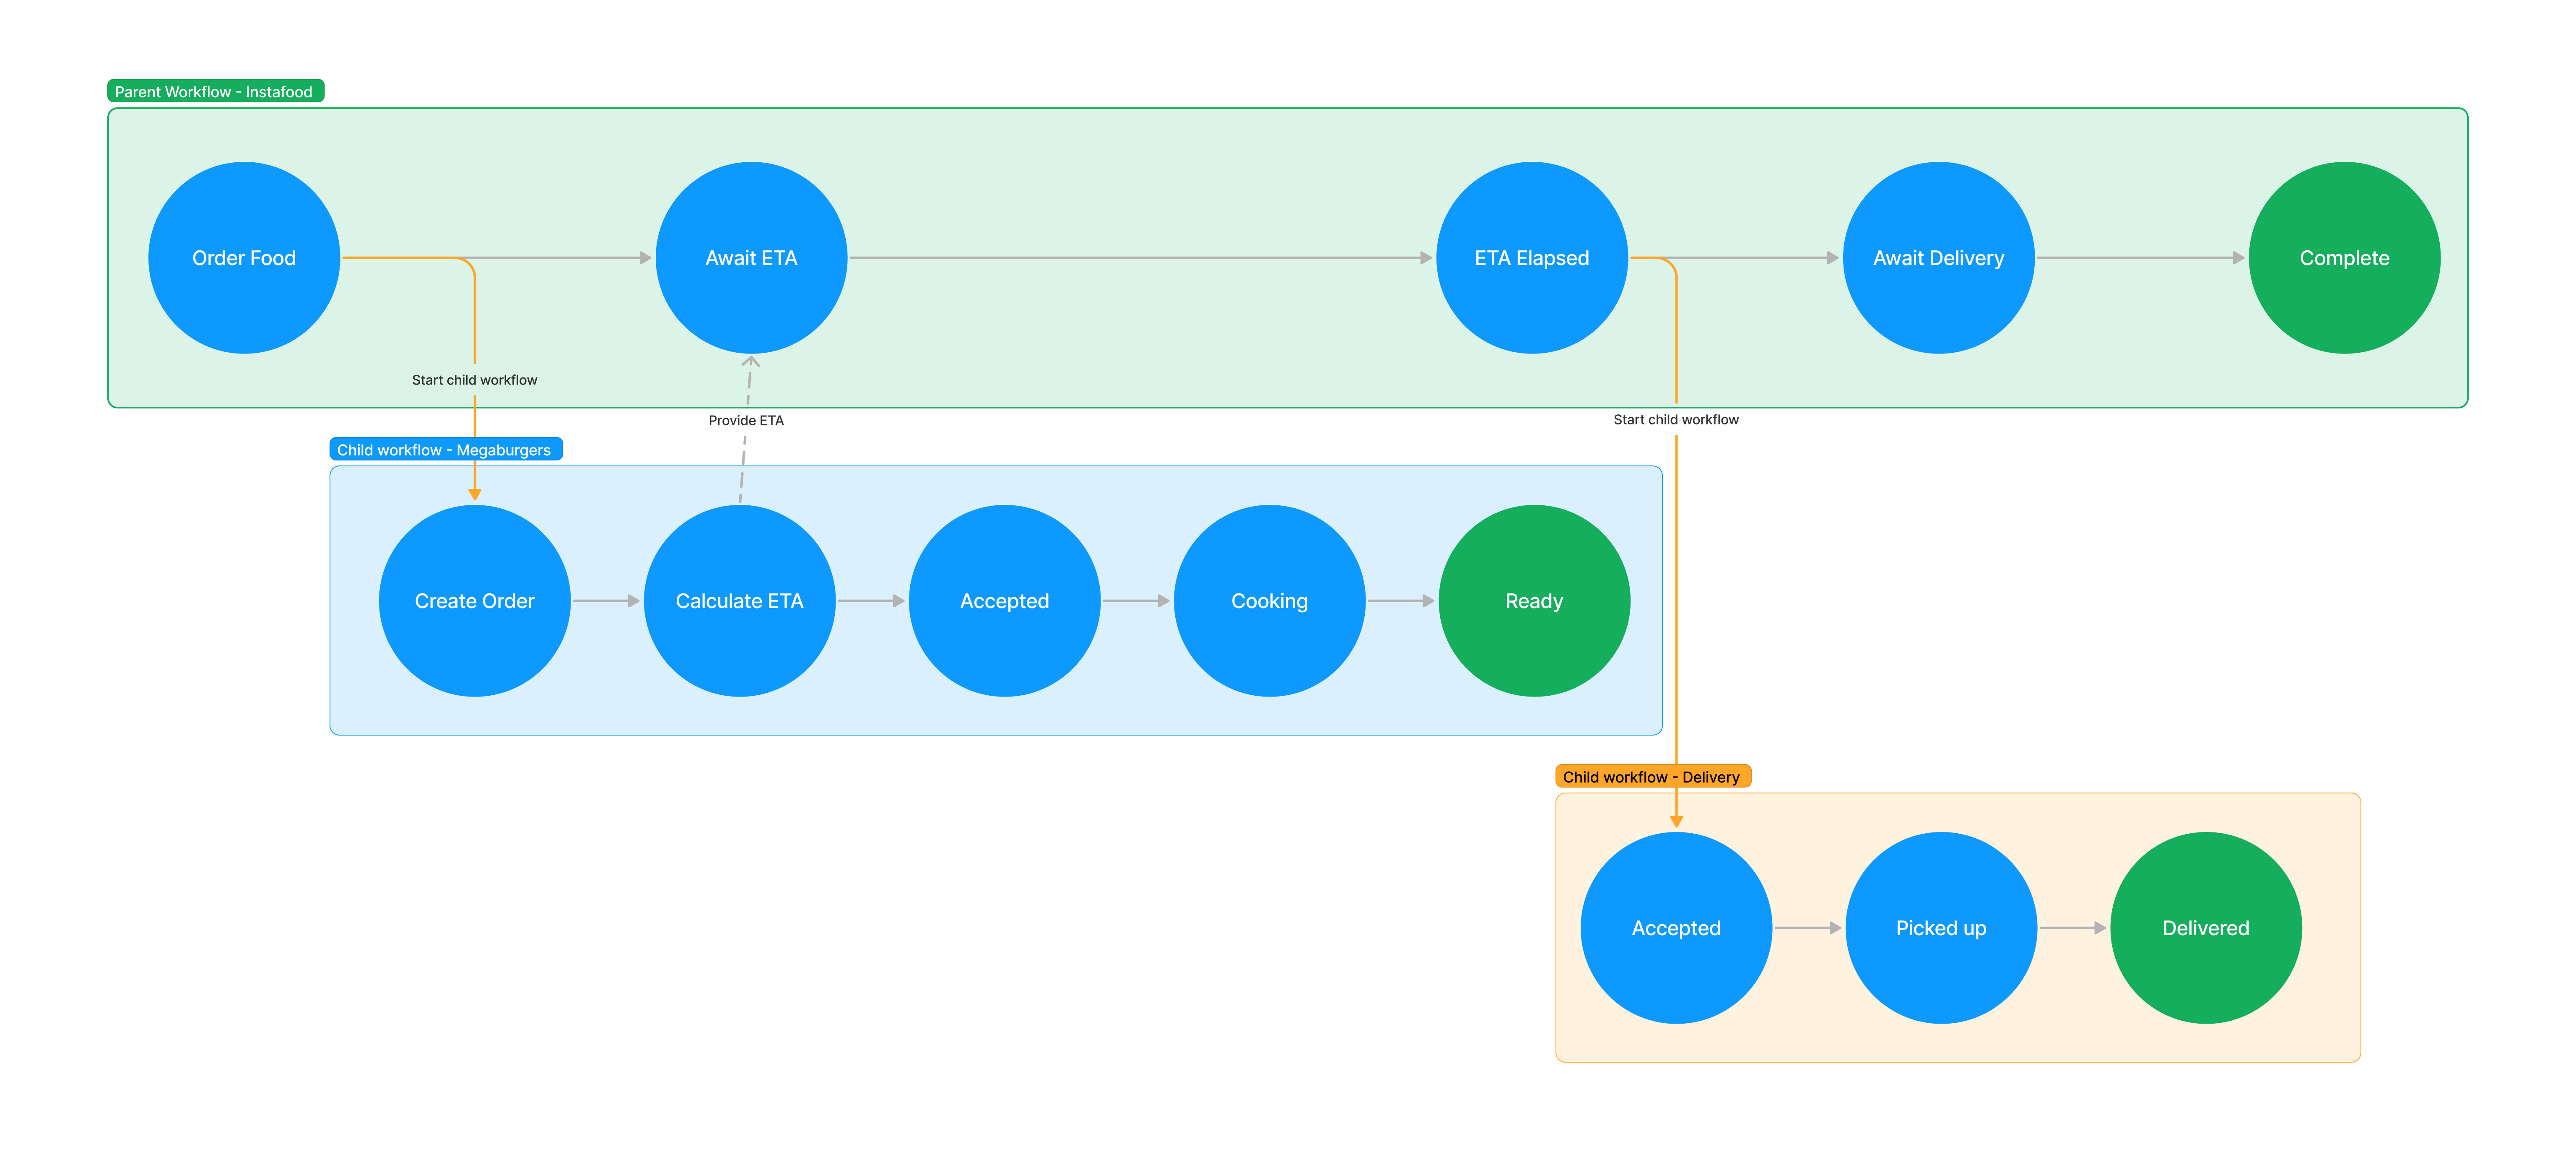 Parent Workflow - Instafood
Order Food
Await ETA
ETA Elapsed
Await Delivery
Complete
Start child workflow
Provide ETA
Start child workflow
Child workflow - Megaburgers
Create Order
Calculate ETA
Accepted
Cooking
Ready
Child workflow - Delivery
Accepted
Picked up
Delivered